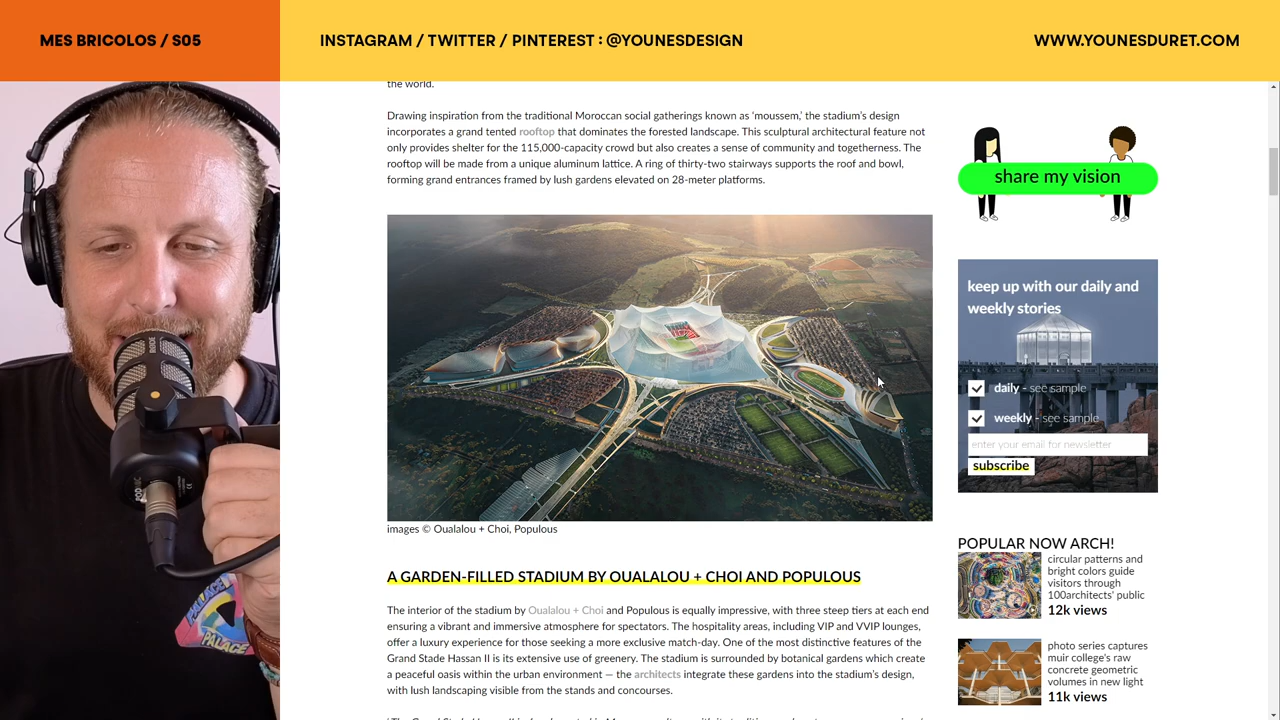 MES BRICOLOS / S05
INSTAGRAM / TWITTER / PINTEREST : @YOUNESDESIGN
WWW.YOUNESDURET.COM
the world.
Drawing inspiration from the traditional Moroccan social gatherings known as ‘moussem,’ the stadium’s design
incorporates a grand tented rooftop that dominates the forested landscape. This sculptural architectural feature not
only provides shelter for the 115,000-capacity crowd but also creates a sense of community and togetherness. The
rooftop will be made from a unique aluminum lattice. A ring of thirty-two stairways supports the roof and bowl,
forming grand entrances framed by lush gardens elevated on 28-meter platforms.
images © Oualalou + Choi, Populous
A GARDEN-FILLED STADIUM BY OUALALOU + CHOI AND POPULOUS
The interior of the stadium by Oualalou + Choi and Populous is equally impressive, with three steep tiers at each end
ensuring a vibrant and immersive atmosphere for spectators. The hospitality areas, including VIP and VVIP lounges,
offer a luxury experience for those seeking a more exclusive match-day. One of the most distinctive features of the
Grand Stade Hassan II is its extensive use of greenery. The stadium is surrounded by botanical gardens which create
a peaceful oasis within the urban environment — the architects integrate these gardens into the stadium’s design,
with lush landscaping visible from the stands and concourses.
share my vision
keep up with our daily and
weekly stories
daily - see sample
weekly - see sample
enter your email for newsletter
subscribe
POPULAR NOW ARCH!
circular patterns and
bright colors guide
visitors through
100architects' public
12k views
photo series captures
muir college's raw
concrete geometric
volumes in new light
11k views
RODE
PALACE